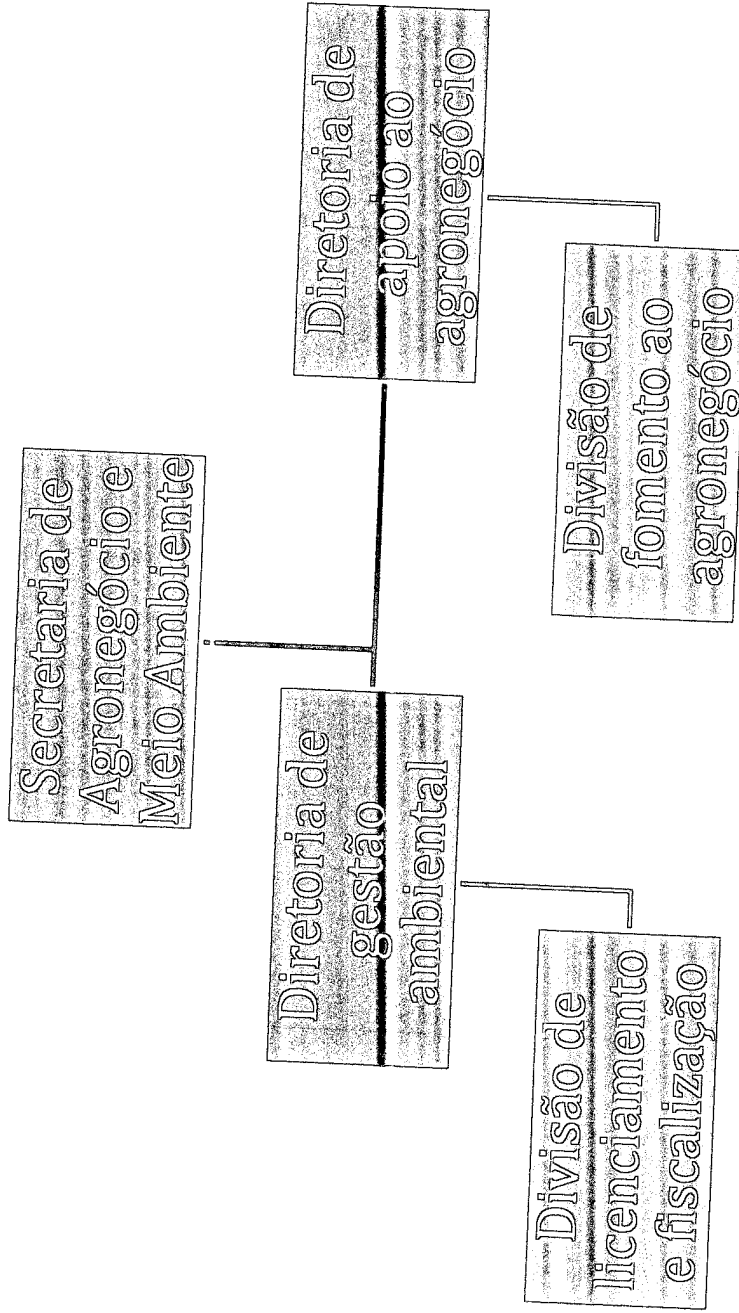 Secretaria de
Agronegócio e
Meio Ambiente
Diretoria de
gestão
ambiental
Diretoria de
apoio ao
agronegócio
Divisão de
licenciamento
e fiscalização
Divisão de
fomento ao
agronegócio